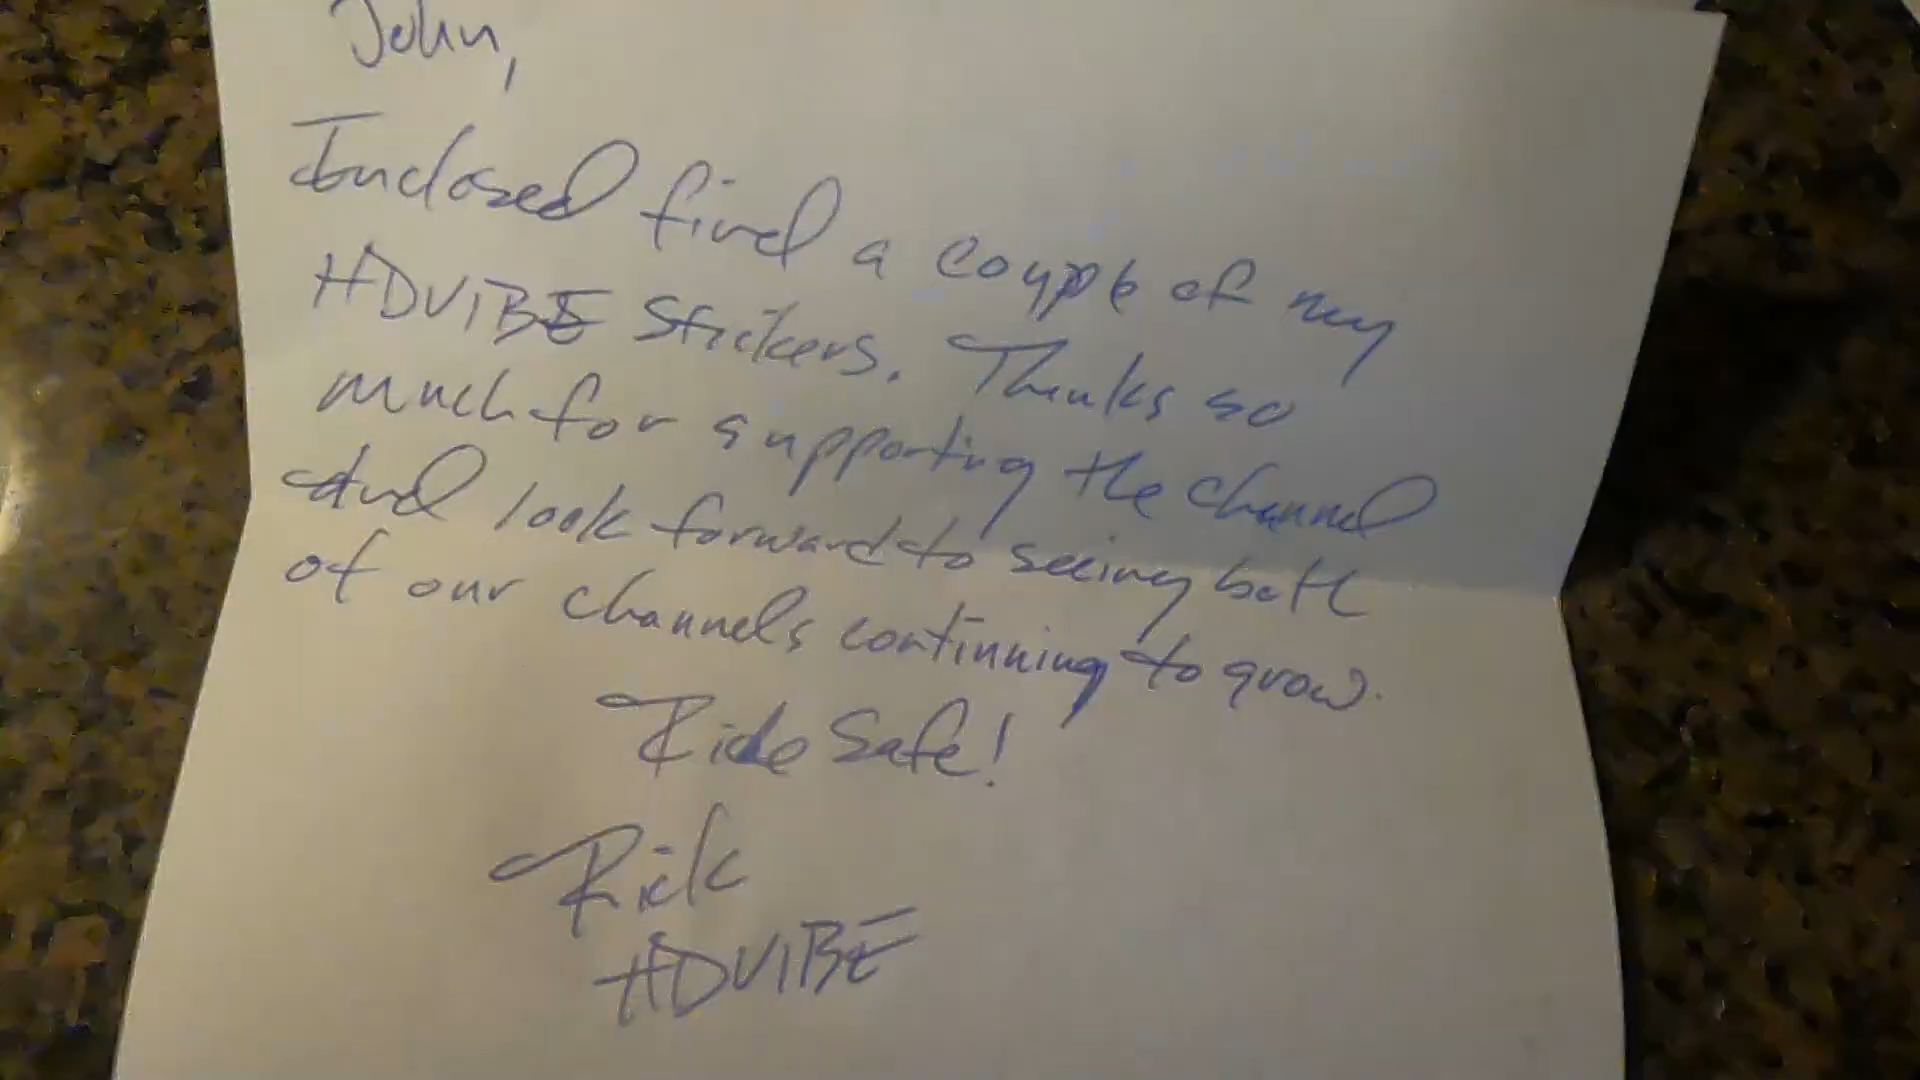 John,
Enclosed find a couple of my
HDVIBE Stickers. Thanks so
much for supporting the channel
And look forward to seeing both
of our channels continuing to grow.
Ride Safe!
Rick
HDVIBE